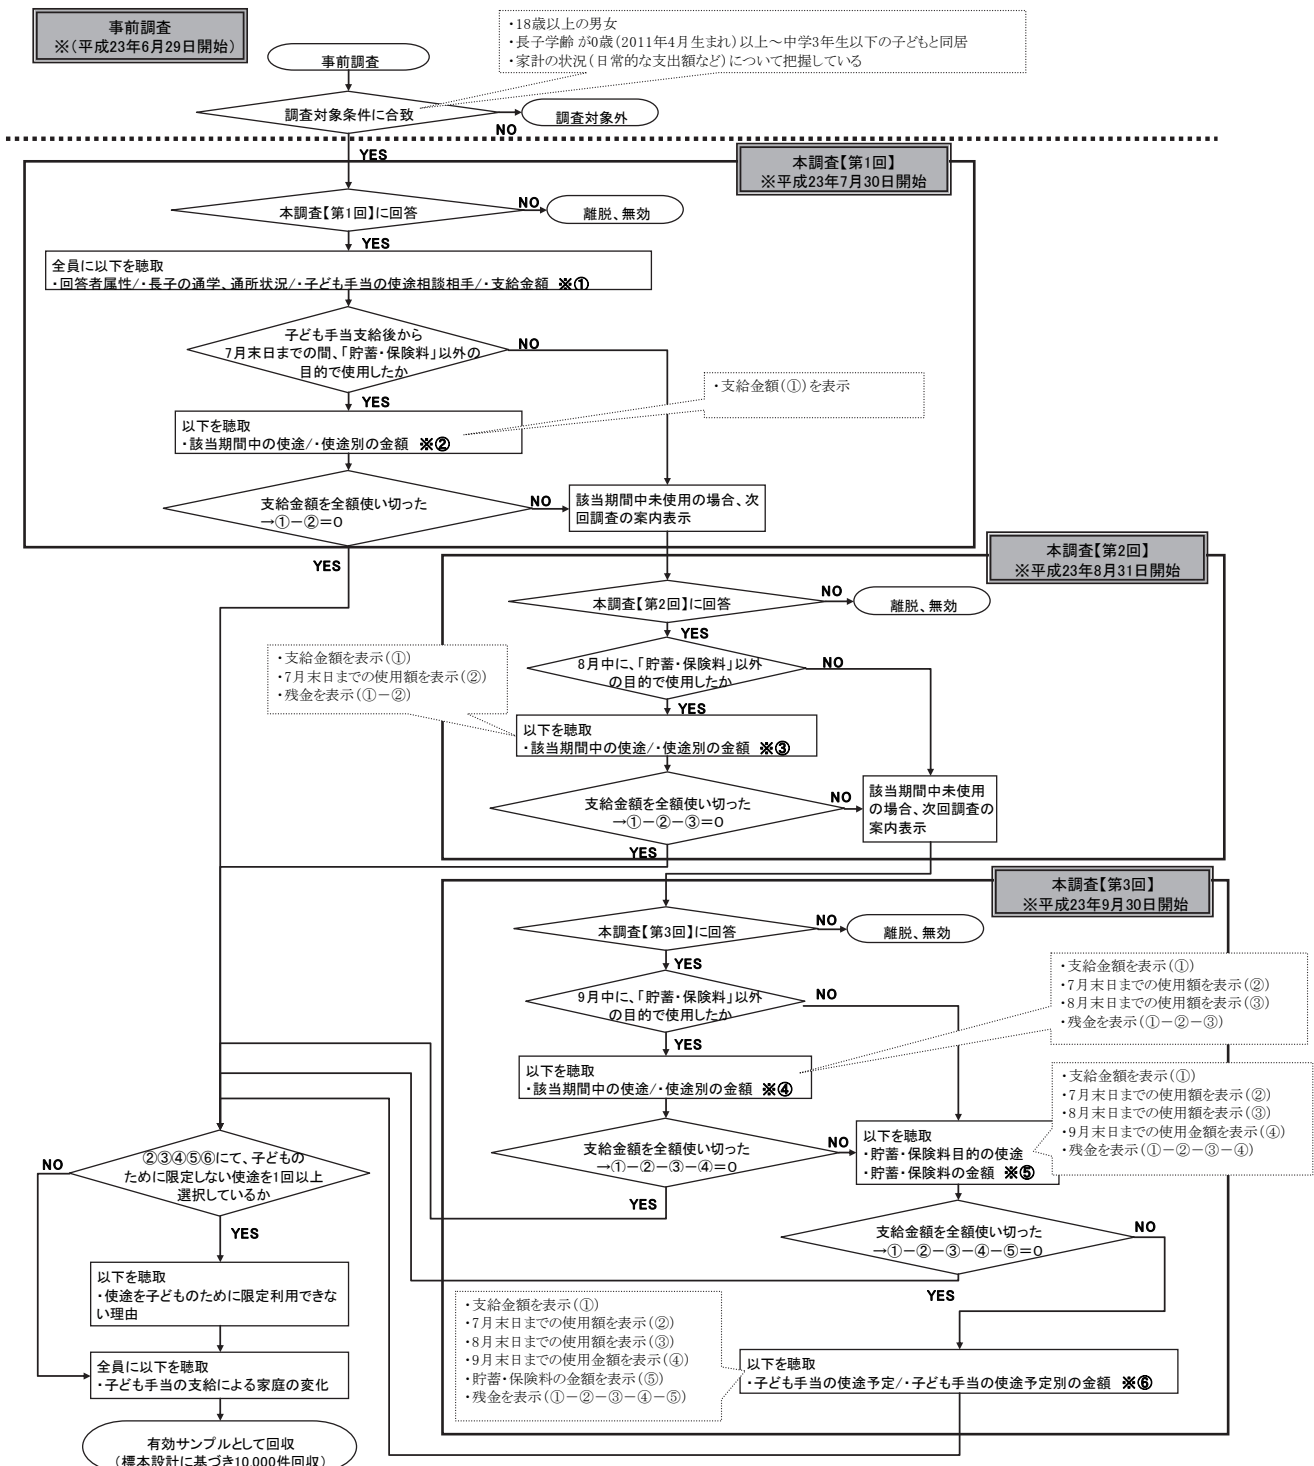 事前調査
※(平成23年6月29日開始)
・18歳以上の男女
・長子学齢 が0歳(2011年4月生まれ)以上～中学3年生以下の子どもと同居
・家計の状況(日常的な支出額など)について把握している
事前調査
調査対象条件に合致
調査対象外
NO
YES
本調査【第1回】
※平成23年7月30日開始
本調査【第1回】に回答
NO
離脱、無効
YES
全員に以下を聴取
・回答者属性/・長子の通学、通所状況/・子ども手当の使途相談相手/・支給金額 ※①
子ども手当支給後から
7月末日までの間、「貯蓄・保険料」以外の
目的で使用したか
NO
YES
・支給金額(①)を表示
以下を聴取
・該当期間中の使途/・使途別の金額 ※②
支給金額を全額使い切った
→①－②＝0
NO
該当期間中未使用の場合、次
回調査の案内表示
YES
本調査【第2回】
※平成23年8月31日開始
本調査【第2回】に回答
NO
離脱、無効
YES
・支給金額を表示(①)
・7月末日までの使用額を表示(②)
・残金を表示(①－②)
8月中に、「貯蓄・保険料」以外
の目的で使用したか
NO
YES
以下を聴取
・該当期間中の使途/・使途別の金額 ※③
支給金額を全額使い切った
→①－②－③＝0
NO
該当期間中未使用
の場合、次回調査の
案内表示
YES
本調査【第3回】
※平成23年9月30日開始
本調査【第3回】に回答
NO
離脱、無効
YES
・支給金額を表示(①)
・7月末日までの使用額を表示(②)
・8月末日までの使用額を表示(③)
・残金を表示(①－②－③)
9月中に、「貯蓄・保険料」以外
の目的で使用したか
NO
YES
以下を聴取
・該当期間中の使途/・使途別の金額 ※④
・支給金額を表示(①)
・7月末日までの使用額を表示(②)
・8月末日までの使用額を表示(③)
・9月末日までの使用金額を表示(④)
・残金を表示(①－②－③－④)
支給金額を全額使い切った
→①－②－③－④＝0
NO
以下を聴取
・貯蓄・保険料目的の使途
・貯蓄・保険料の金額 ※⑤
YES
②③④⑤⑥にて、子どもの
ために限定しない使途を1回以上
選択しているか
NO
YES
支給金額を全額使い切った
→①－②－③－④－⑤＝0
NO
YES
以下を聴取
・使途を子どものために限定利用できな
い理由
・支給金額を表示(①)
・7月末日までの使用額を表示(②)
・8月末日までの使用額を表示(③)
・9月末日までの使用金額を表示(④)
・貯蓄・保険料の金額を表示(⑤)
・残金を表示(①－②－③－④－⑤)
以下を聴取
・子ども手当の使途予定/・子ども手当の使途予定別の金額 ※⑥
全員に以下を聴取
・子ども手当の支給による家庭の変化
有効サンプルとして回収
(標本設計に基づき10,000件回収)